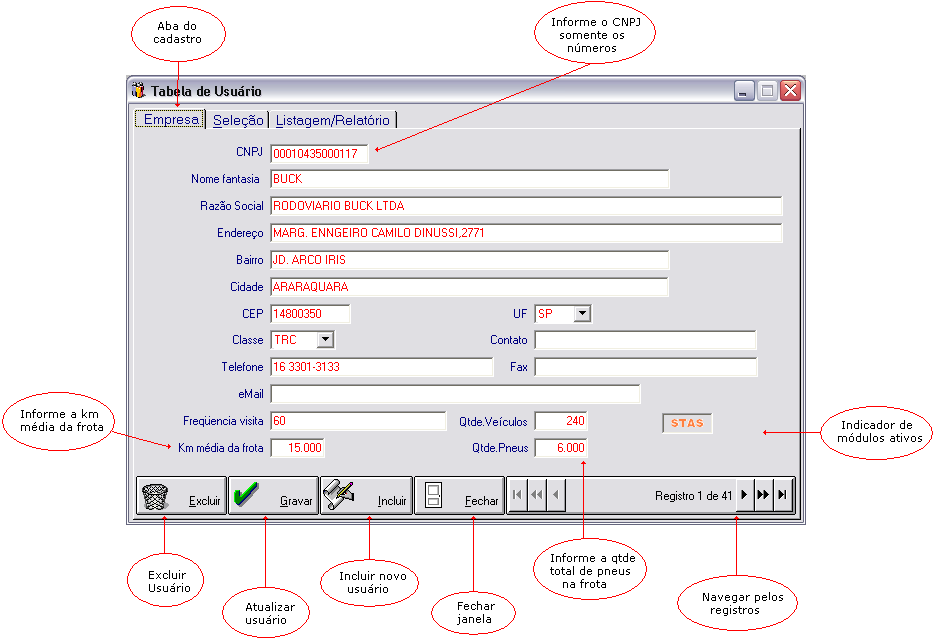 Aba do
cadastro
Informe o CNPJ
somente os
números
Tabela de Usuário
Empresa Seleção Listagem/Relatório
CNPJ 00010435000117
Nome fantasia BUCK
Razão Social RODOVIARIO BUCK LTDA
Endereço MARG. ENNGEIRO CAMILO DINUSSI,2771
Bairro JD. ARCO IRIS
Cidade ARARAQUARA
CEP 14800350 UF SP
Classe TRC Contato
Telefone 16 3301-3133 Fax
eMail
Freqüencia visita 60 Qtde.Veículos 240 STAS
Km média da frota 15.000 Qtde.Pneus 6.000
Informe a km
média da frota
Indicador de
módulos ativos
Excluir Gravar Incluir Fechar Registro 1 de 41
Excluir
Usuário
Atualizar
usuário
Incluir novo
usuário
Fechar
janela
Informe a qtde
total de pneus
na frota
Navegar pelos
registros